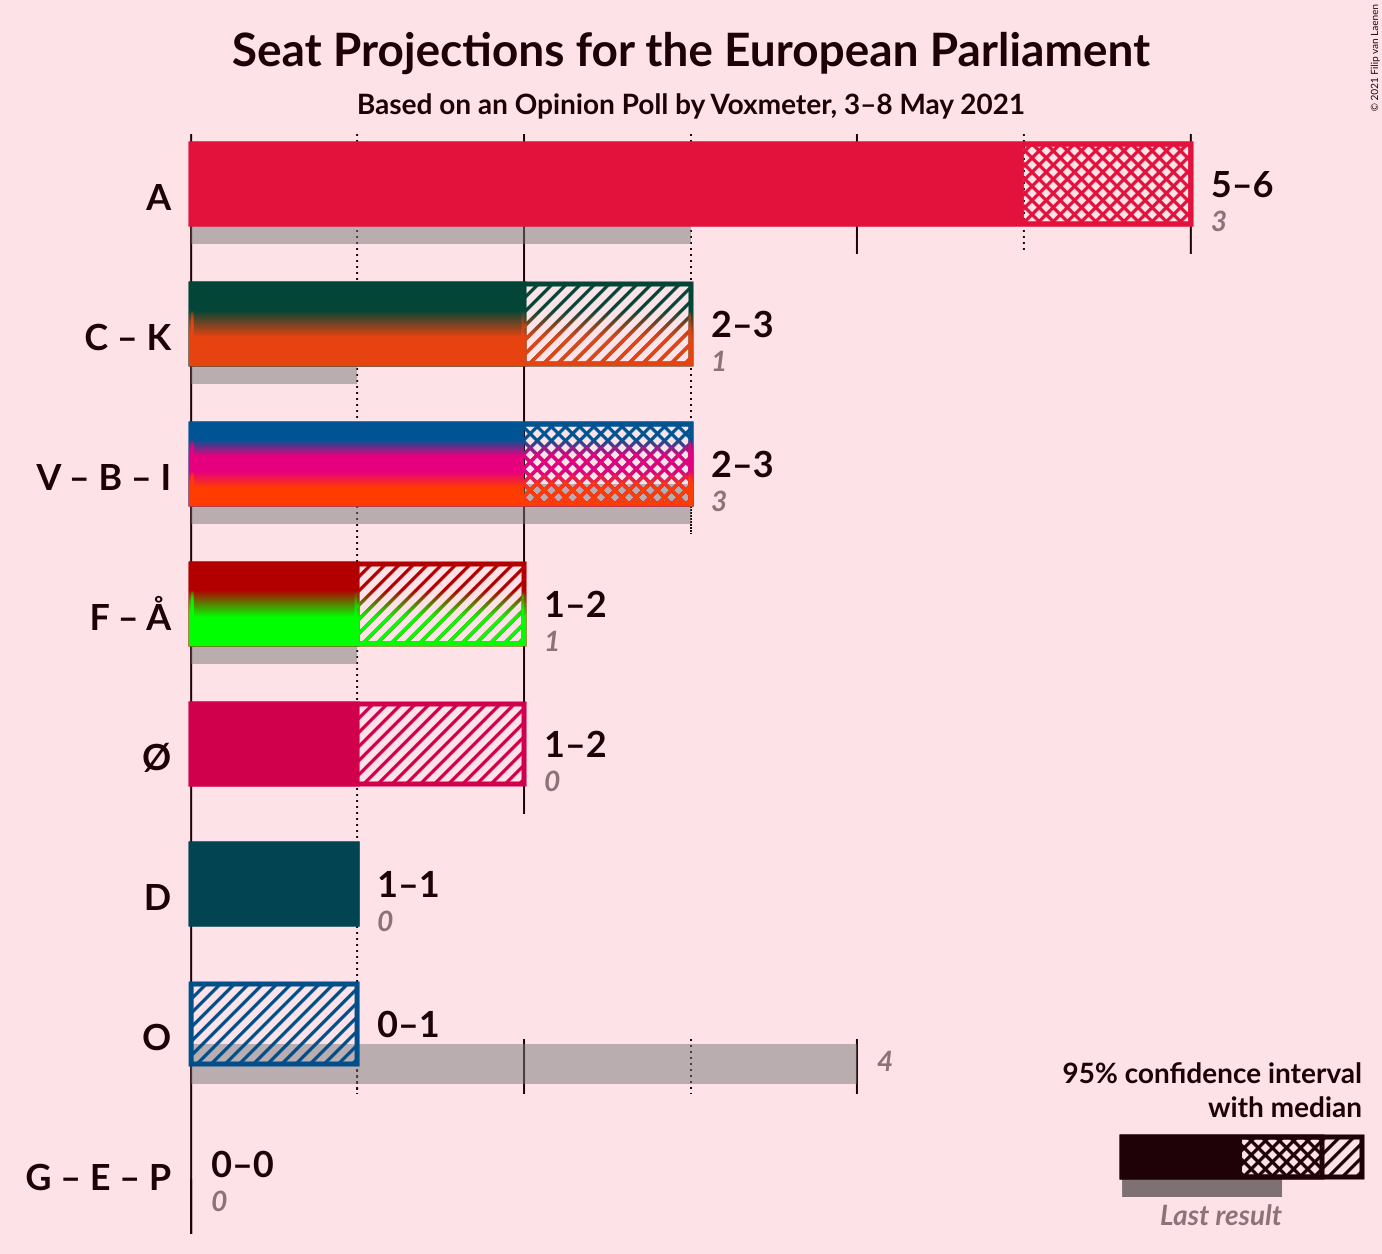 Seat Projections for the European Parliament
Based on an Opinion Poll by Voxmeter, 3–8 May 2021
© 2021 Filip van Laenen
A
5–6
3
C – K
2–3
1
V – B – I
2–3
3
F – Å
1–2
1
Ø
1–2
0
D
1–1
0
O
0–1
4
G – E – P
0–0
0
95% confidence interval
with median
Last result